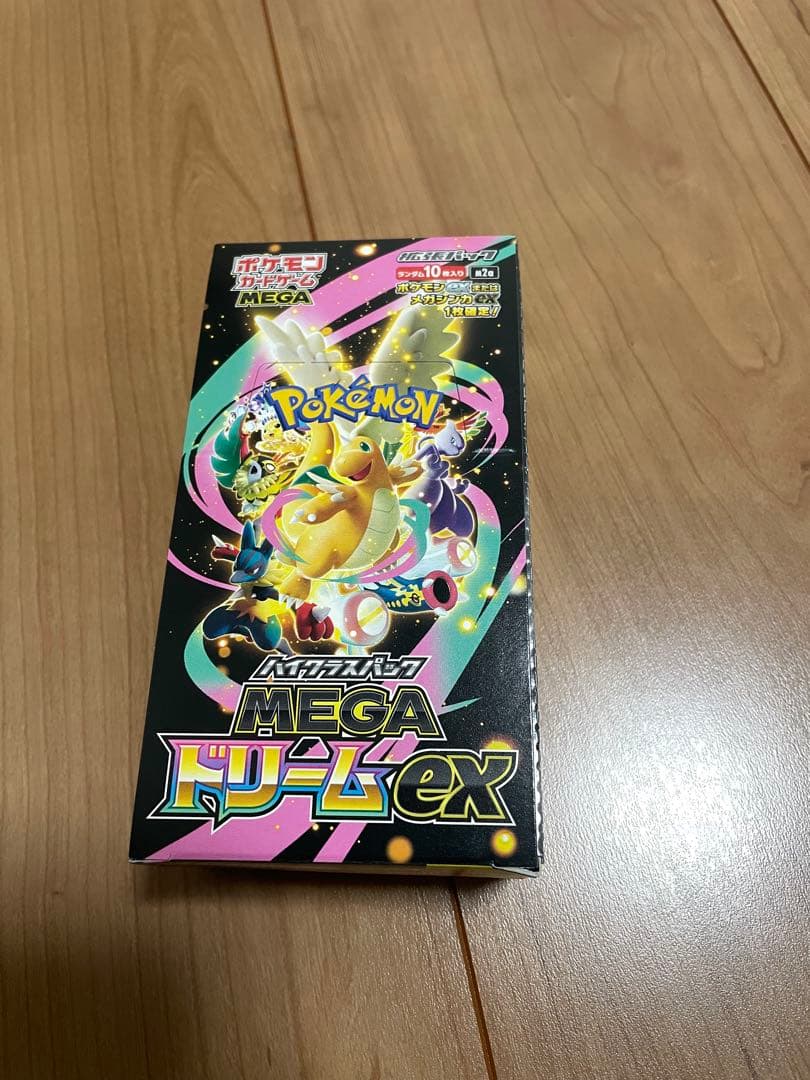 ポケモン
カードゲーム
MEGA
拡張パック
ランダム10枚入り
第2版
ポケモンexまたは
メガシンカex
1枚確定!
POKéMON
ハイクラスパック
MEGA
ドリームex